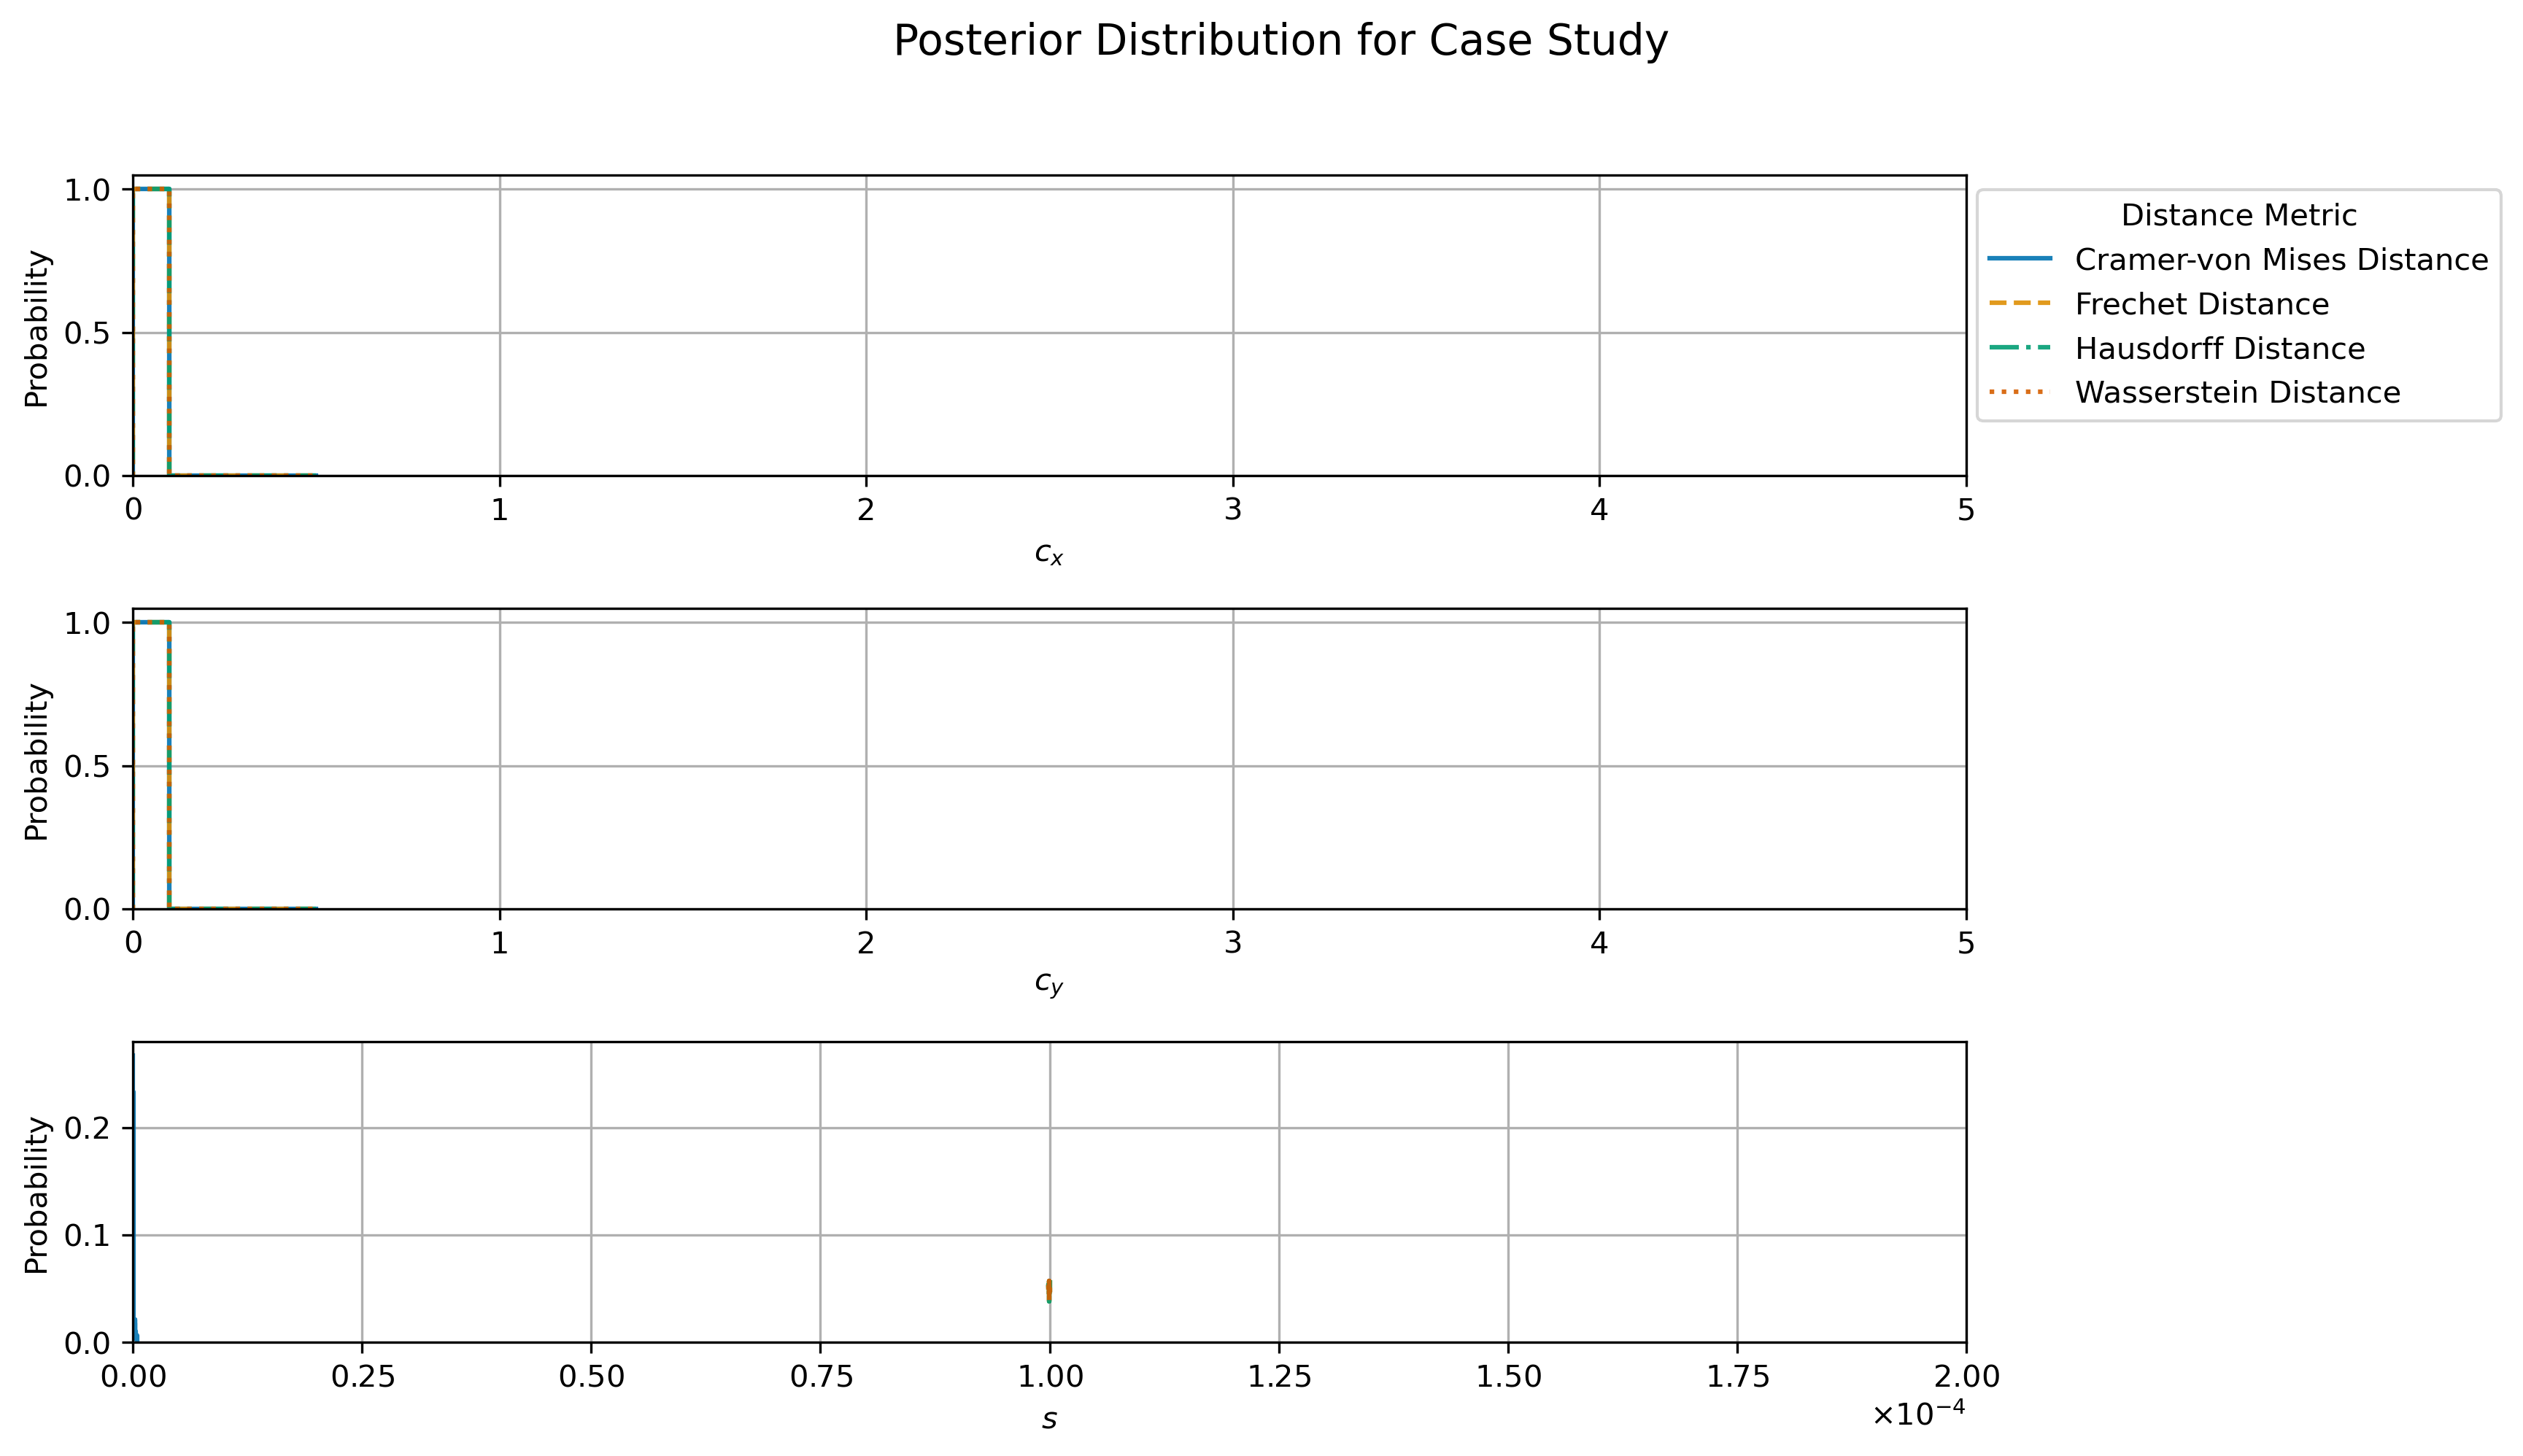 Posterior Distribution for Case Study
Probability
1.0
0.5
0.0
0 1 2 3 4 5
c_x
Distance Metric
Cramer-von Mises Distance
Frechet Distance
Hausdorff Distance
Wasserstein Distance
Probability
1.0
0.5
0.0
0 1 2 3 4 5
c_y
Probability
0.2
0.1
0.0
0.00 0.25 0.50 0.75 1.00 1.25 1.50 1.75 2.00
s
×10⁻⁴